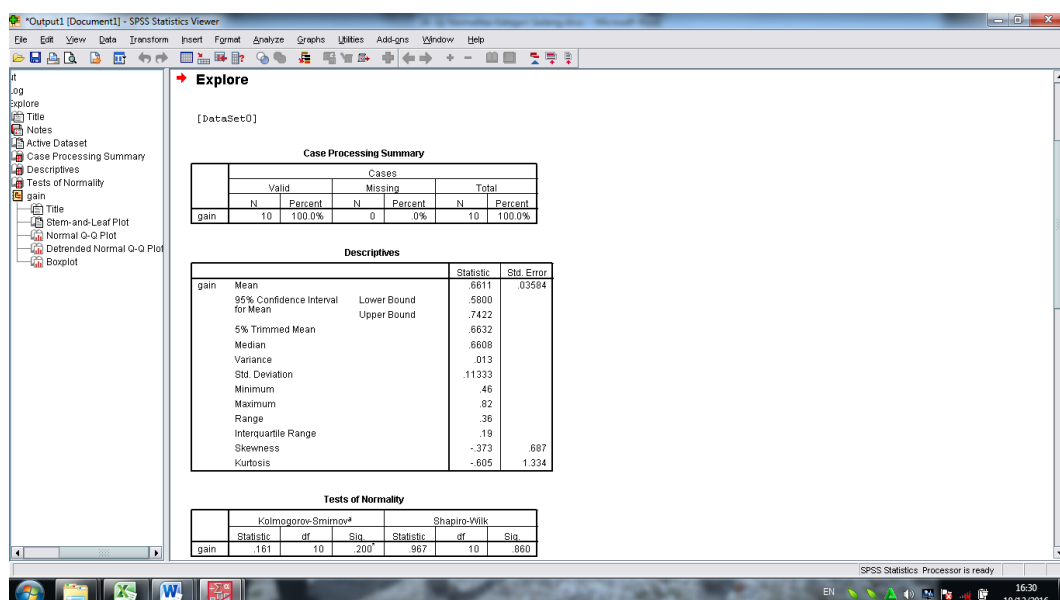 *Output1 [Document1] - SPSS Statistics Viewer
File Edit View Data Transform Insert Format Analyze Graphs Utilities Add-ons Window Help
Explore
Title
Notes
Active Dataset
Case Processing Summary
Descriptives
Tests of Normality
gain
Title
Stem-and-Leaf Plot
Normal Q-Q Plot
Detrended Normal Q-Q Plot
Boxplot
Explore
[DataSet0]
Case Processing Summary
Cases
Valid Missing Total
N Percent N Percent N Percent
gain 10 100.0% 0 .0% 10 100.0%
Descriptives
Statistic Std. Error
gain Mean .6611 .03584
95% Confidence Interval for Mean Lower Bound .5800
Upper Bound .7422
5% Trimmed Mean .6632
Median .6608
Variance .013
Std. Deviation .11333
Minimum .46
Maximum .82
Range .36
Interquartile Range .19
Skewness -.373 .687
Kurtosis -.605 1.334
Tests of Normality
Kolmogorov-Smirnovᵃ Shapiro-Wilk
Statistic df Sig. Statistic df Sig.
gain .161 10 .200* .967 10 .860
SPSS Statistics Processor is ready
EN 16:30